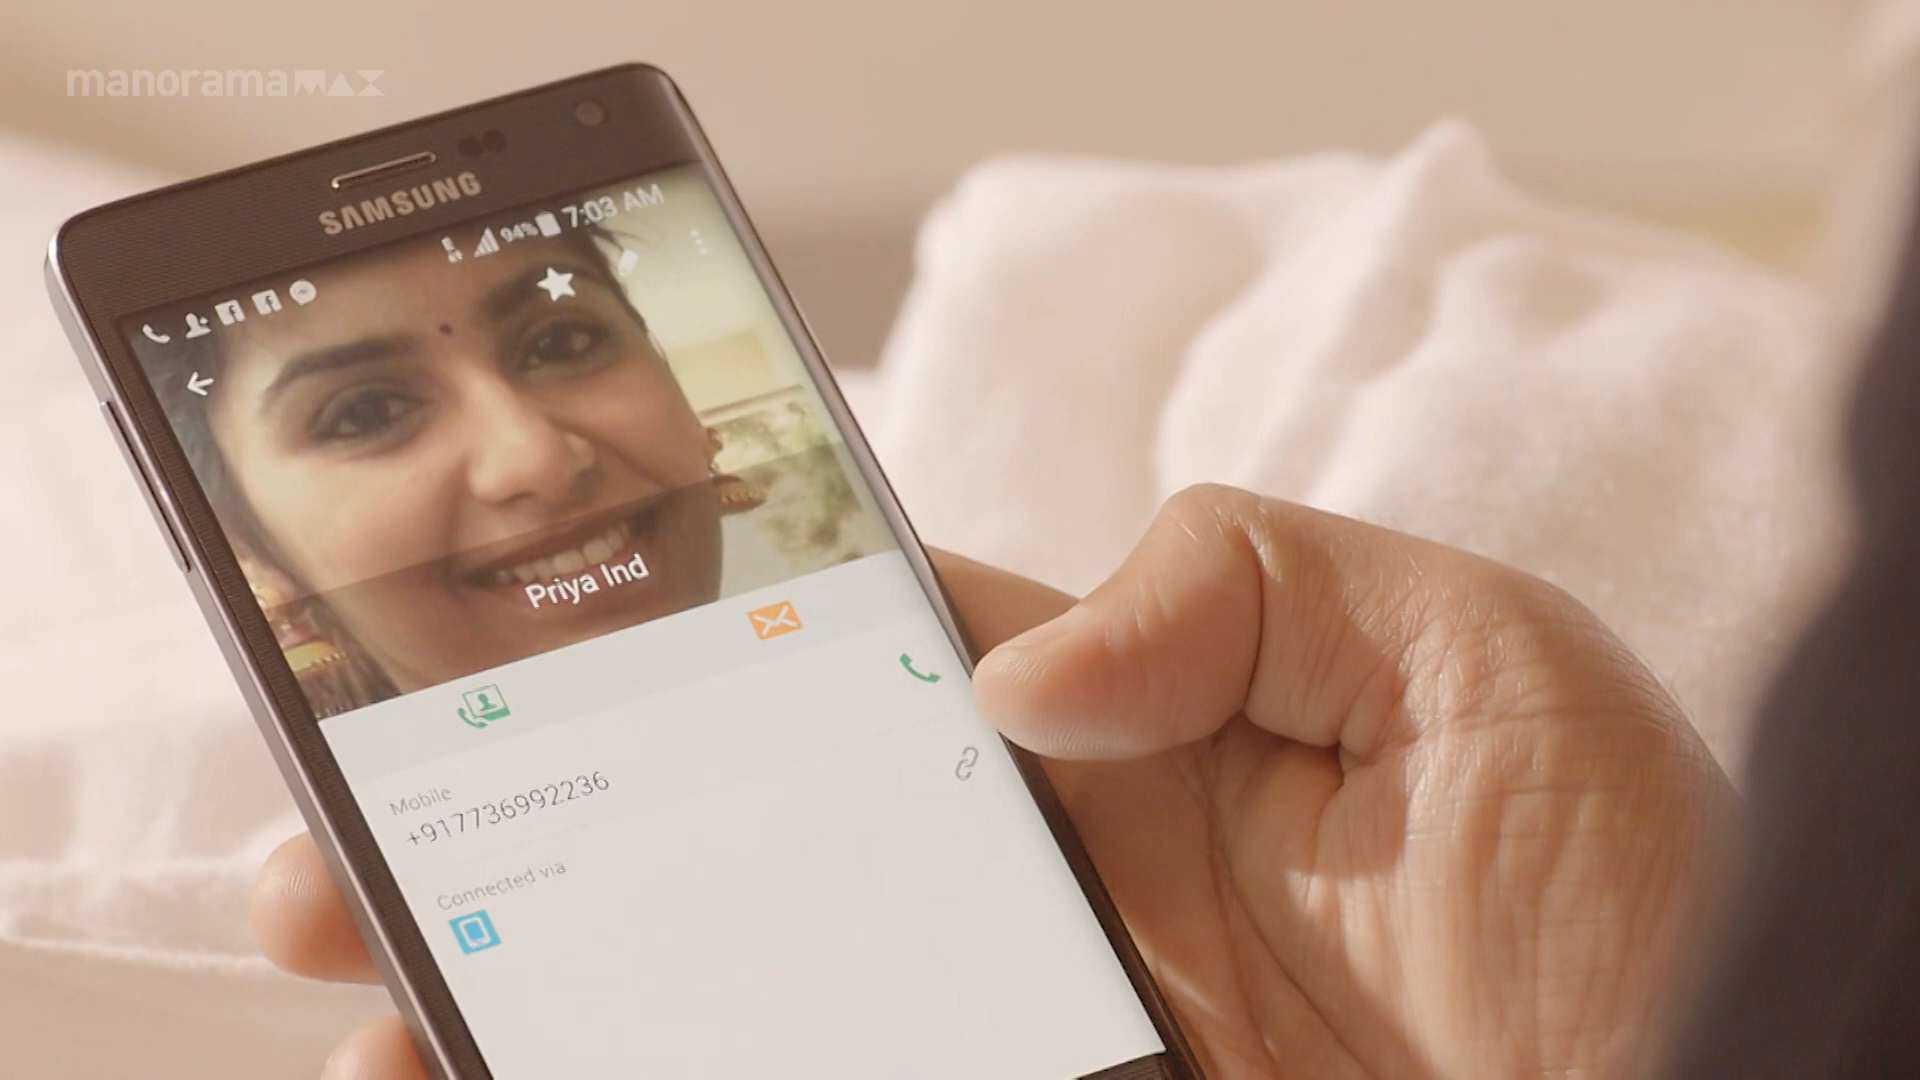 manoramaMAX
SAMSUNG
94% 7:03 AM
Priya Ind
Mobile
+917736992236
Connected via